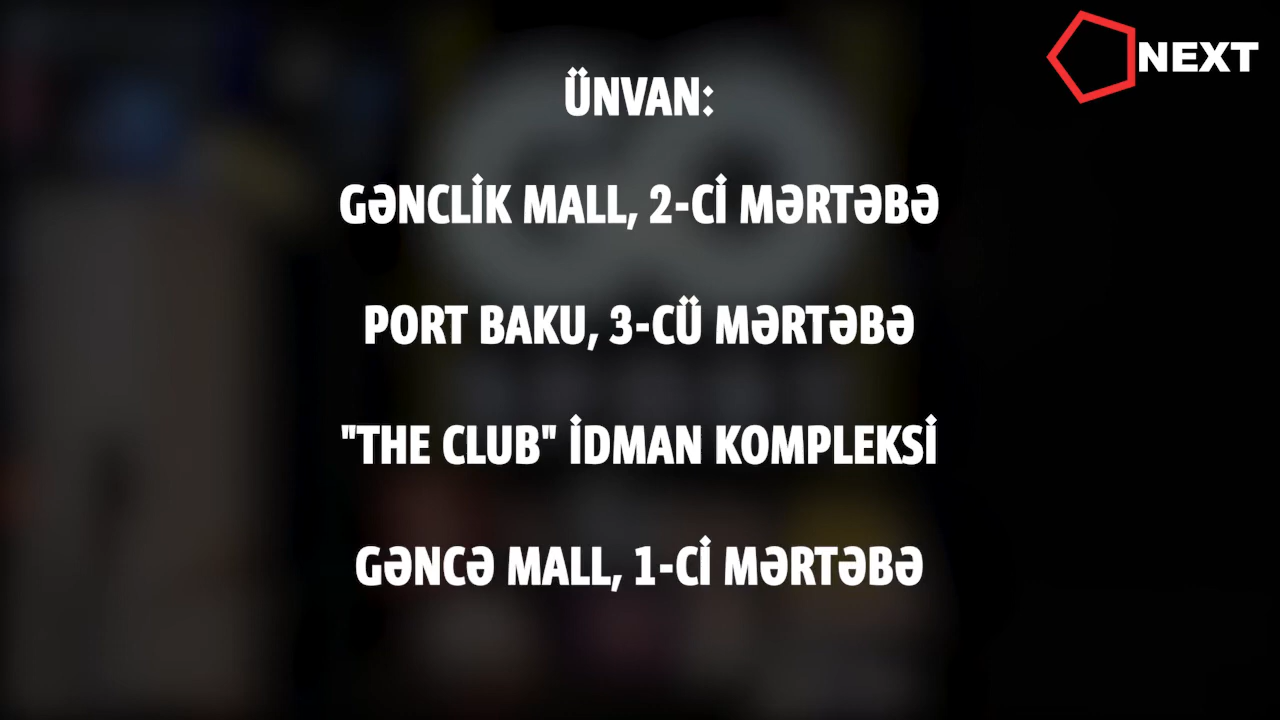 NEXT
ÜNVAN:
GƏNCLİK MALL, 2-Cİ MƏRTƏBƏ
PORT BAKU, 3-CÜ MƏRTƏBƏ
"THE CLUB" İDMAN KOMPLEKSİ
GƏNCƏ MALL, 1-Cİ MƏRTƏBƏ